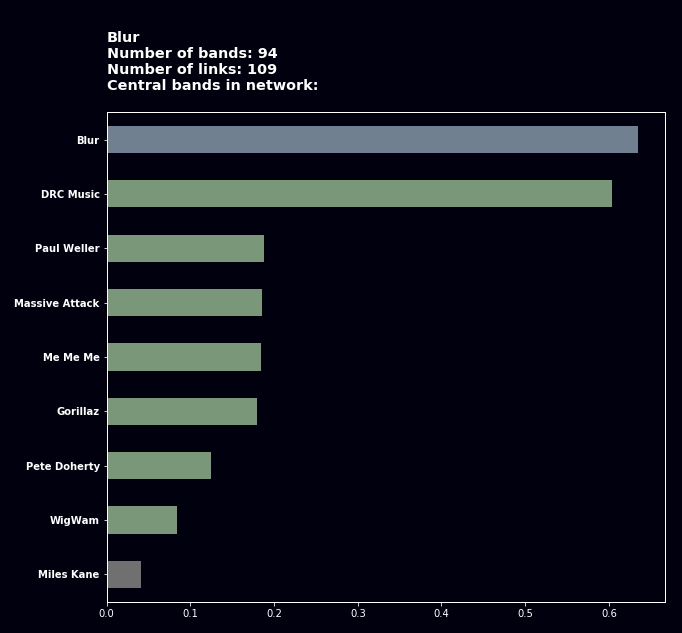 Blur
Number of bands: 94
Number of links: 109
Central bands in network:
Blur
DRC Music
Paul Weller
Massive Attack
Me Me Me
Gorillaz
Pete Doherty
WigWam
Miles Kane
0.0 0.1 0.2 0.3 0.4 0.5 0.6